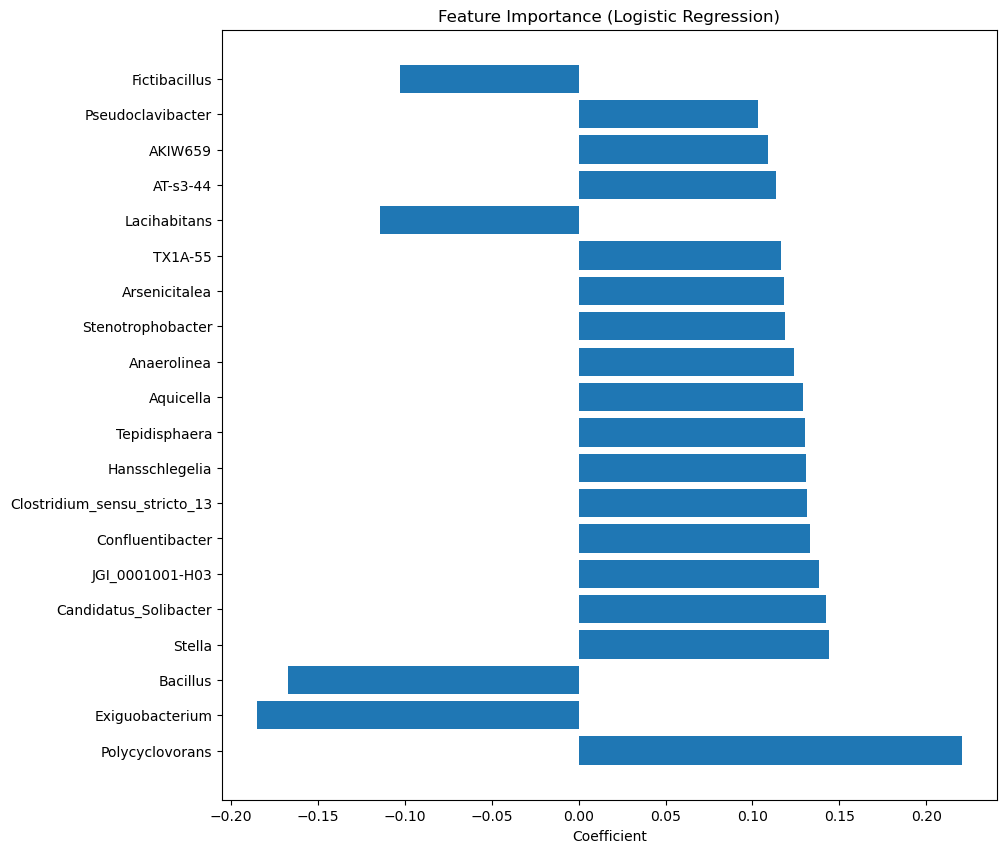 Feature Importance (Logistic Regression)
Fictibacillus
Pseudoclavibacter
AKIW659
AT-s3-44
Lacihabitans
TX1A-55
Arsenicitalea
Stenotrophobacter
Anaerolinea
Aquicella
Tepidisphaera
Hansschlegelia
Clostridium_sensu_stricto_13
Confluentibacter
JGI_0001001-H03
Candidatus_Solibacter
Stella
Bacillus
Exiguobacterium
Polycyclovorans
−0.20 −0.15 −0.10 −0.05 0.00 0.05 0.10 0.15 0.20
Coefficient